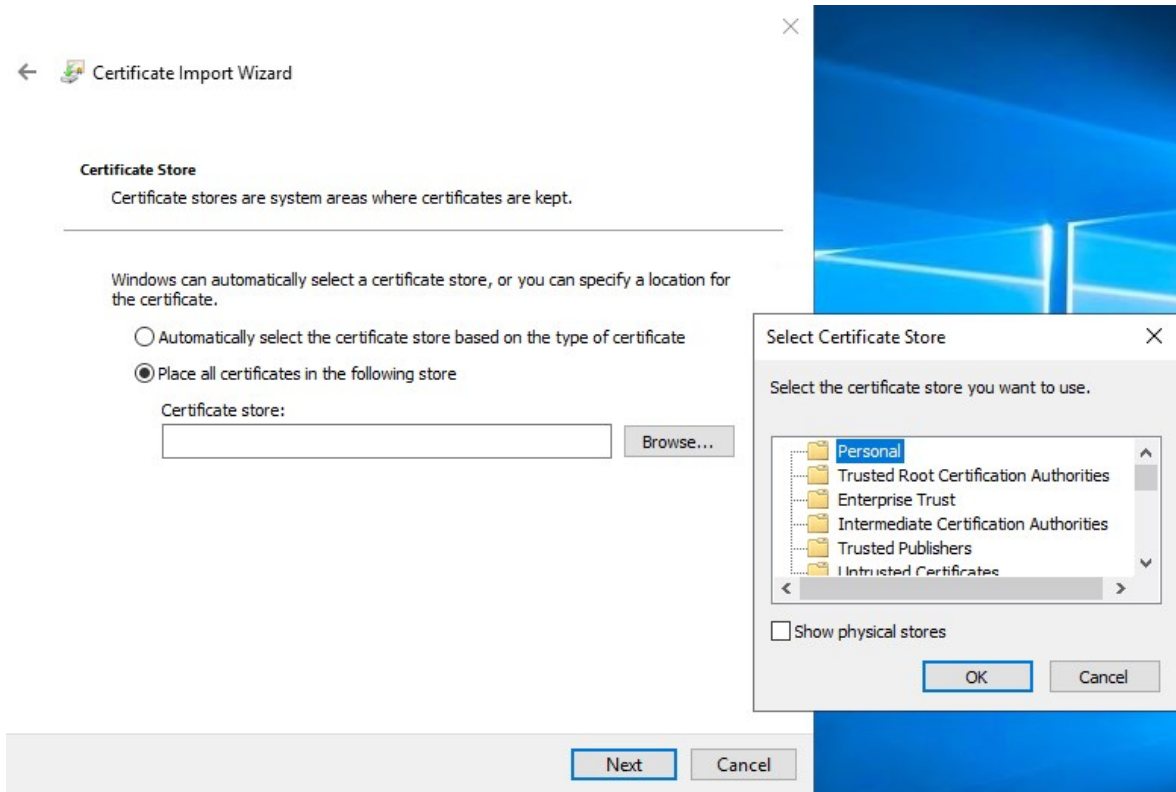 Certificate Import Wizard
Certificate Store
Certificate stores are system areas where certificates are kept.
Windows can automatically select a certificate store, or you can specify a location for
the certificate.
Automatically select the certificate store based on the type of certificate
Place all certificates in the following store
Certificate store:
Browse...
Next
Cancel
Select Certificate Store
Select the certificate store you want to use.
Personal
Trusted Root Certification Authorities
Enterprise Trust
Intermediate Certification Authorities
Trusted Publishers
Untrusted Certificates
Show physical stores
OK
Cancel